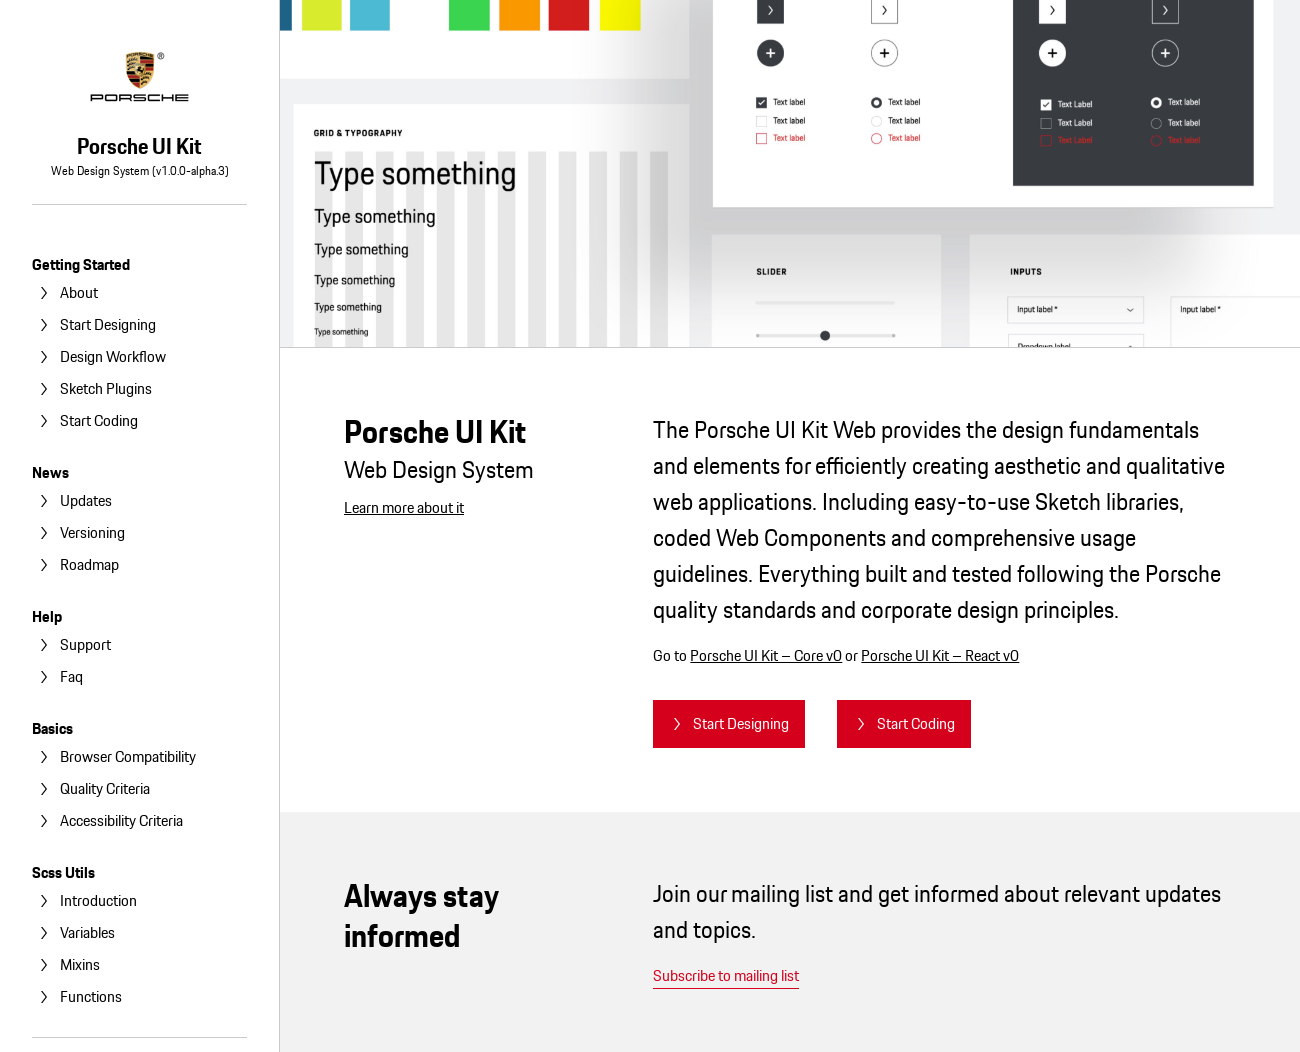 PORSCHE
®
Porsche UI Kit
Web Design System (v1.0.0-alpha.3)
Getting Started
About
Start Designing
Design Workflow
Sketch Plugins
Start Coding
News
Updates
Versioning
Roadmap
Help
Support
Faq
Basics
Browser Compatibility
Quality Criteria
Accessibility Criteria
Scss Utils
Introduction
Variables
Mixins
Functions
GRID & TYPOGRAPHY
Type something
Type something
Type something
Type something
Type something
Type something
Text label
Text label
Text label
Text label
Text label
Text label
Text Label
Text Label
Text Label
Text label
Text label
Text label
SLIDER
INPUTS
Input label *
Input label *
Dropdown label
Porsche UI Kit
Web Design System
Learn more about it
The Porsche UI Kit Web provides the design fundamentals
and elements for efficiently creating aesthetic and qualitative
web applications. Including easy-to-use Sketch libraries,
coded Web Components and comprehensive usage
guidelines. Everything built and tested following the Porsche
quality standards and corporate design principles.
Go to Porsche UI Kit – Core v0 or Porsche UI Kit – React v0
Start Designing
Start Coding
Always stay
informed
Join our mailing list and get informed about relevant updates
and topics.
Subscribe to mailing list